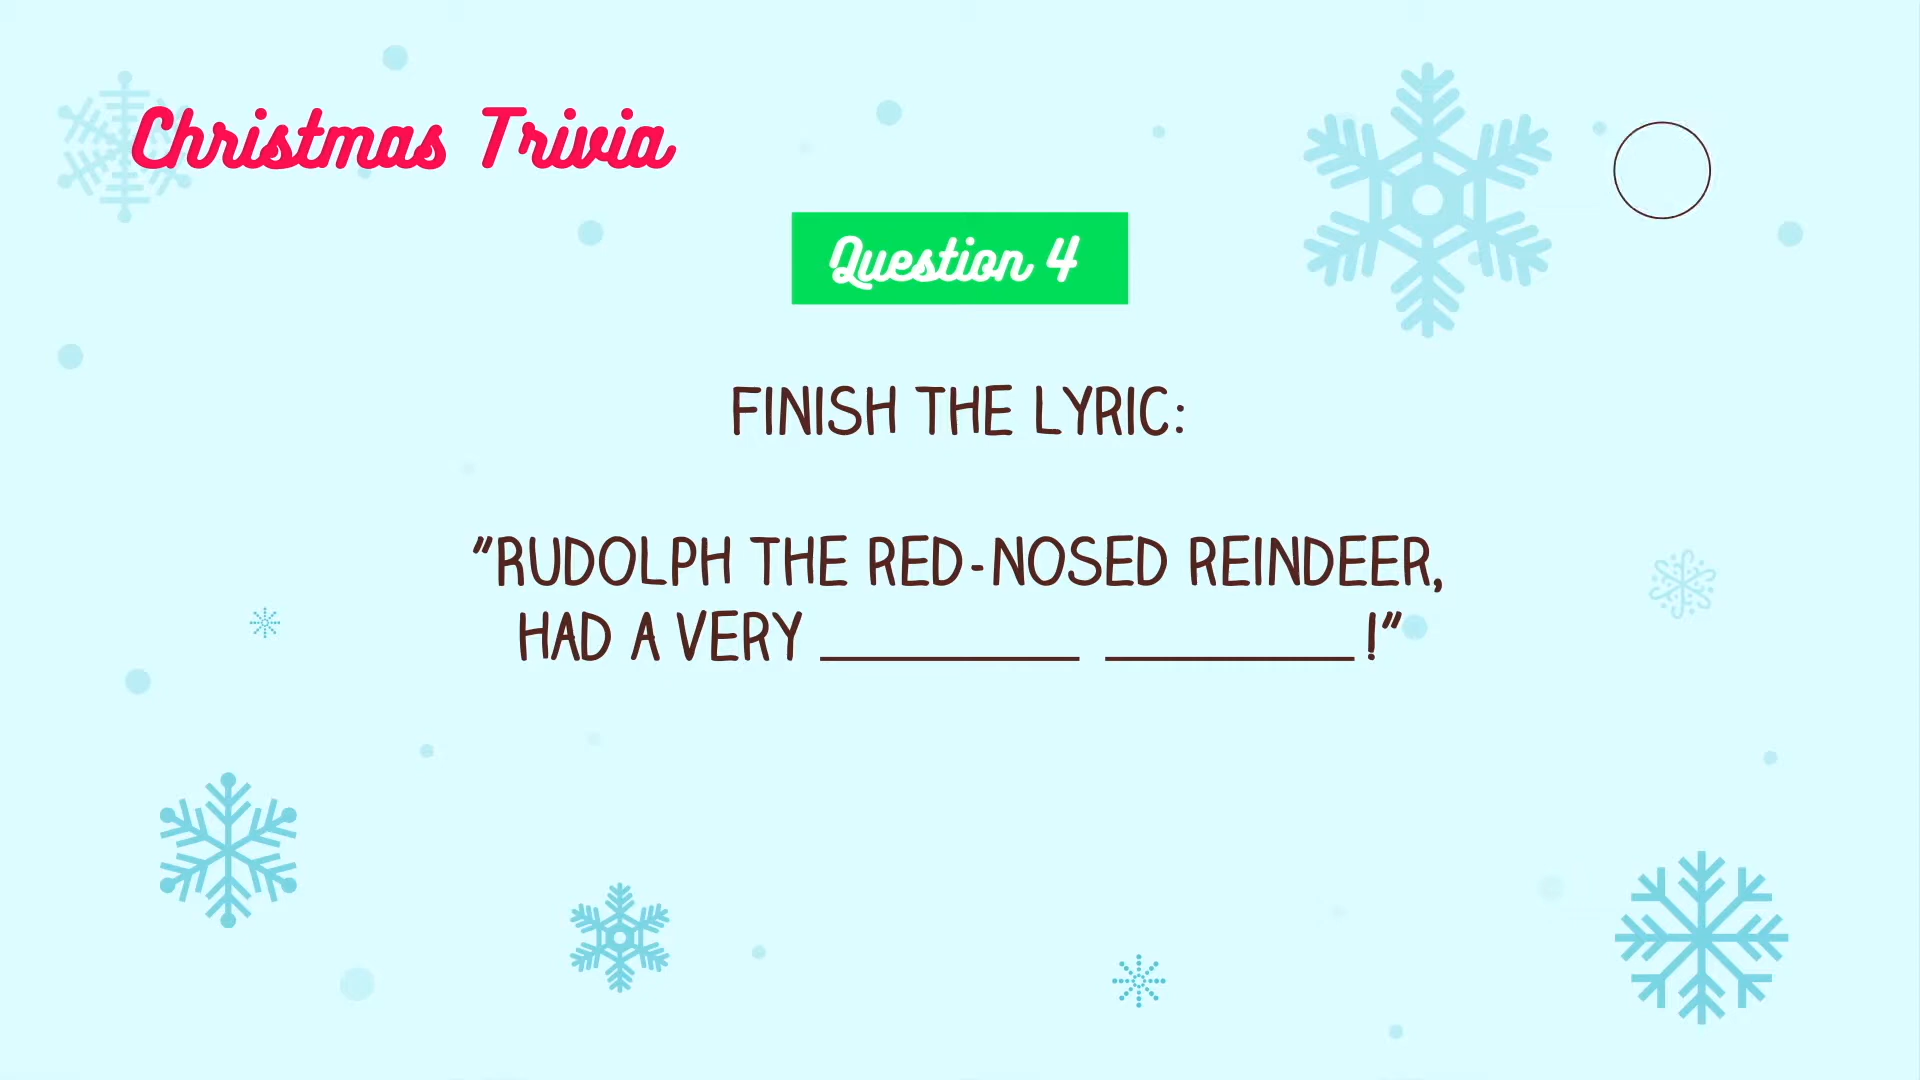 Christmas Trivia
Question 4
FINISH THE LYRIC:
"RUDOLPH THE RED-NOSED REINDEER,
HAD A VERY ________ ________!"